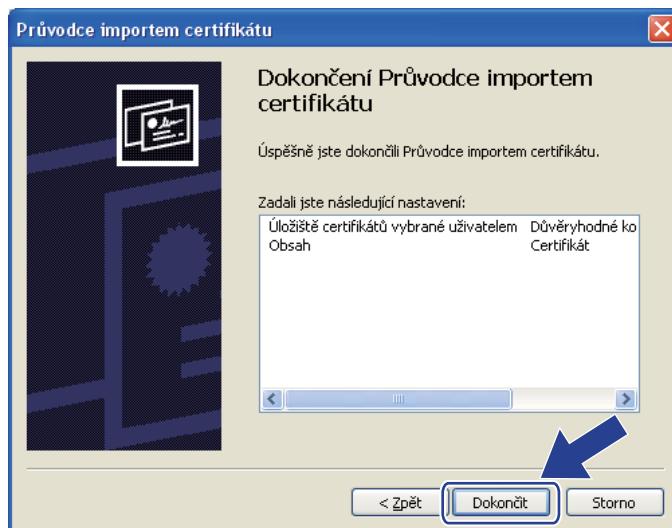 Průvodce importem certifikátu
Dokončení Průvodce importem
certifikátu
Úspěšně jste dokončili Průvodce importem certifikátu.
Zadali jste následující nastavení:
Úložiště certifikátů vybrané uživatelem Důvěryhodné ko
Obsah Certifikát
< Zpět Dokončit Storno